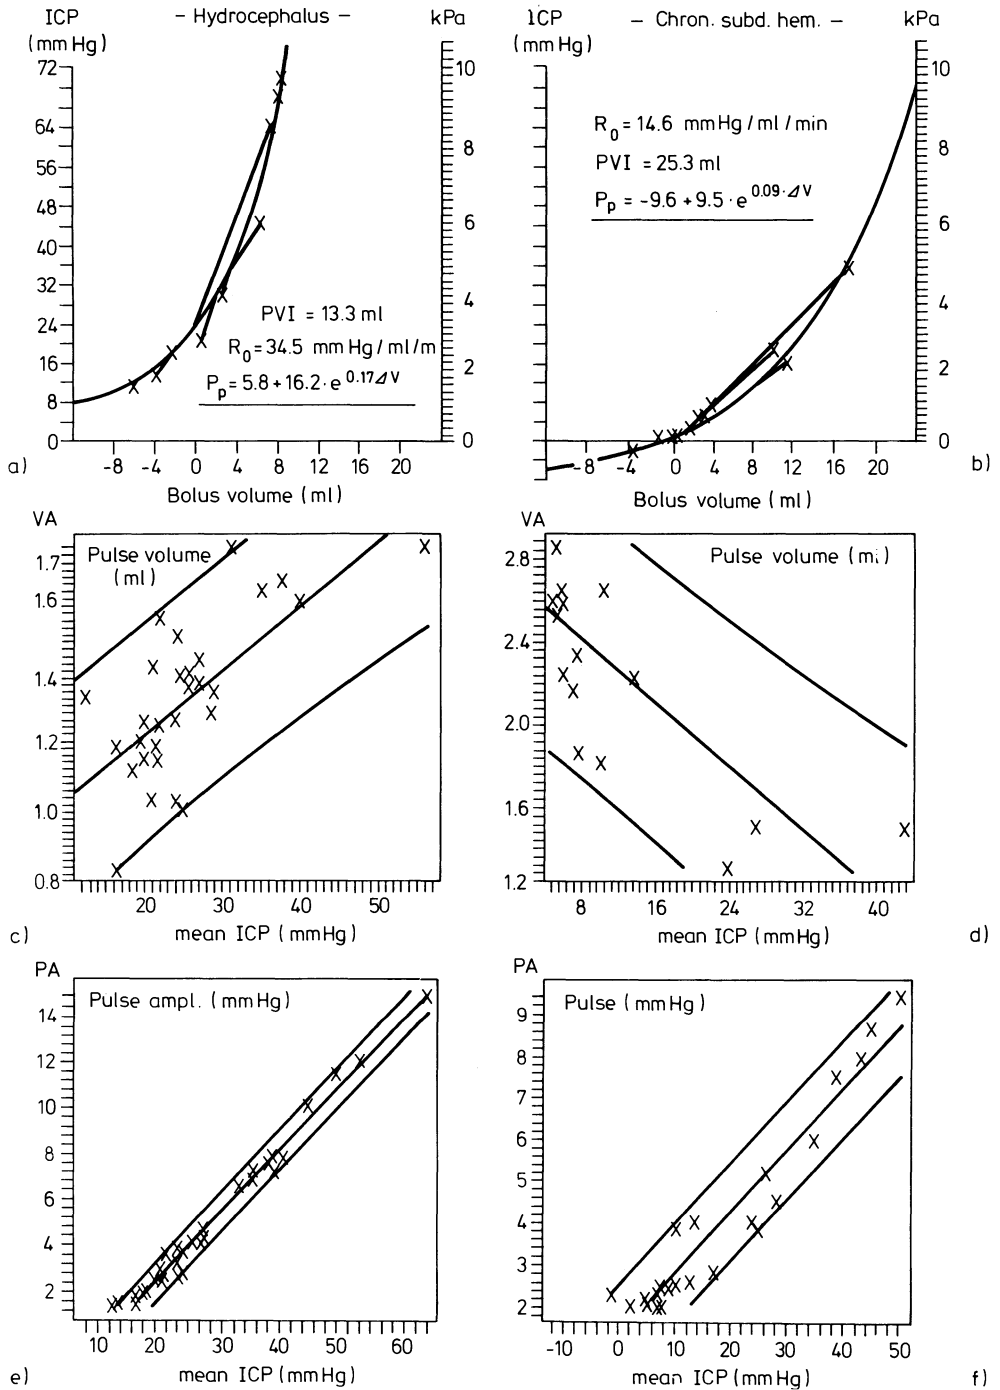 ICP
(mm Hg)
– Hydrocephalus –
kPa
72
64
56
48
40
32
24
16
8
0
10
8
6
4
2
0
PVI = 13.3 ml
R₀ = 34.5 mm Hg / ml / m
Pₚ = 5.8 + 16.2 · e^0.17ΔV
-8 -4 0 4 8 12 16 20
a)
Bolus volume (ml)
ICP
(mm Hg)
– Chron. subd. hem. –
kPa
10
8
6
4
2
0
R₀ = 14.6 mmHg / ml / min
PVI = 25.3 ml
Pₚ = -9.6 + 9.5 · e^0.09·ΔV
-8 -4 0 4 8 12 16 20
b)
Bolus volume (ml)
VA
Pulse volume
(ml)
1.7
1.6
1.4
1.2
1.0
0.8
20 30 40 50
c)
mean ICP (mmHg)
VA
Pulse volume (ml)
2.8
2.4
2.0
1.6
1.2
8 16 24 32 40
mean ICP (mmHg)
d)
PA
Pulse ampl. (mmHg)
14
12
10
8
6
4
2
10 20 30 40 50 60
e)
mean ICP (mmHg)
PA
Pulse (mmHg)
9
8
7
6
5
4
3
2
-10 0 10 20 30 40 50
mean ICP (mmHg)
f)